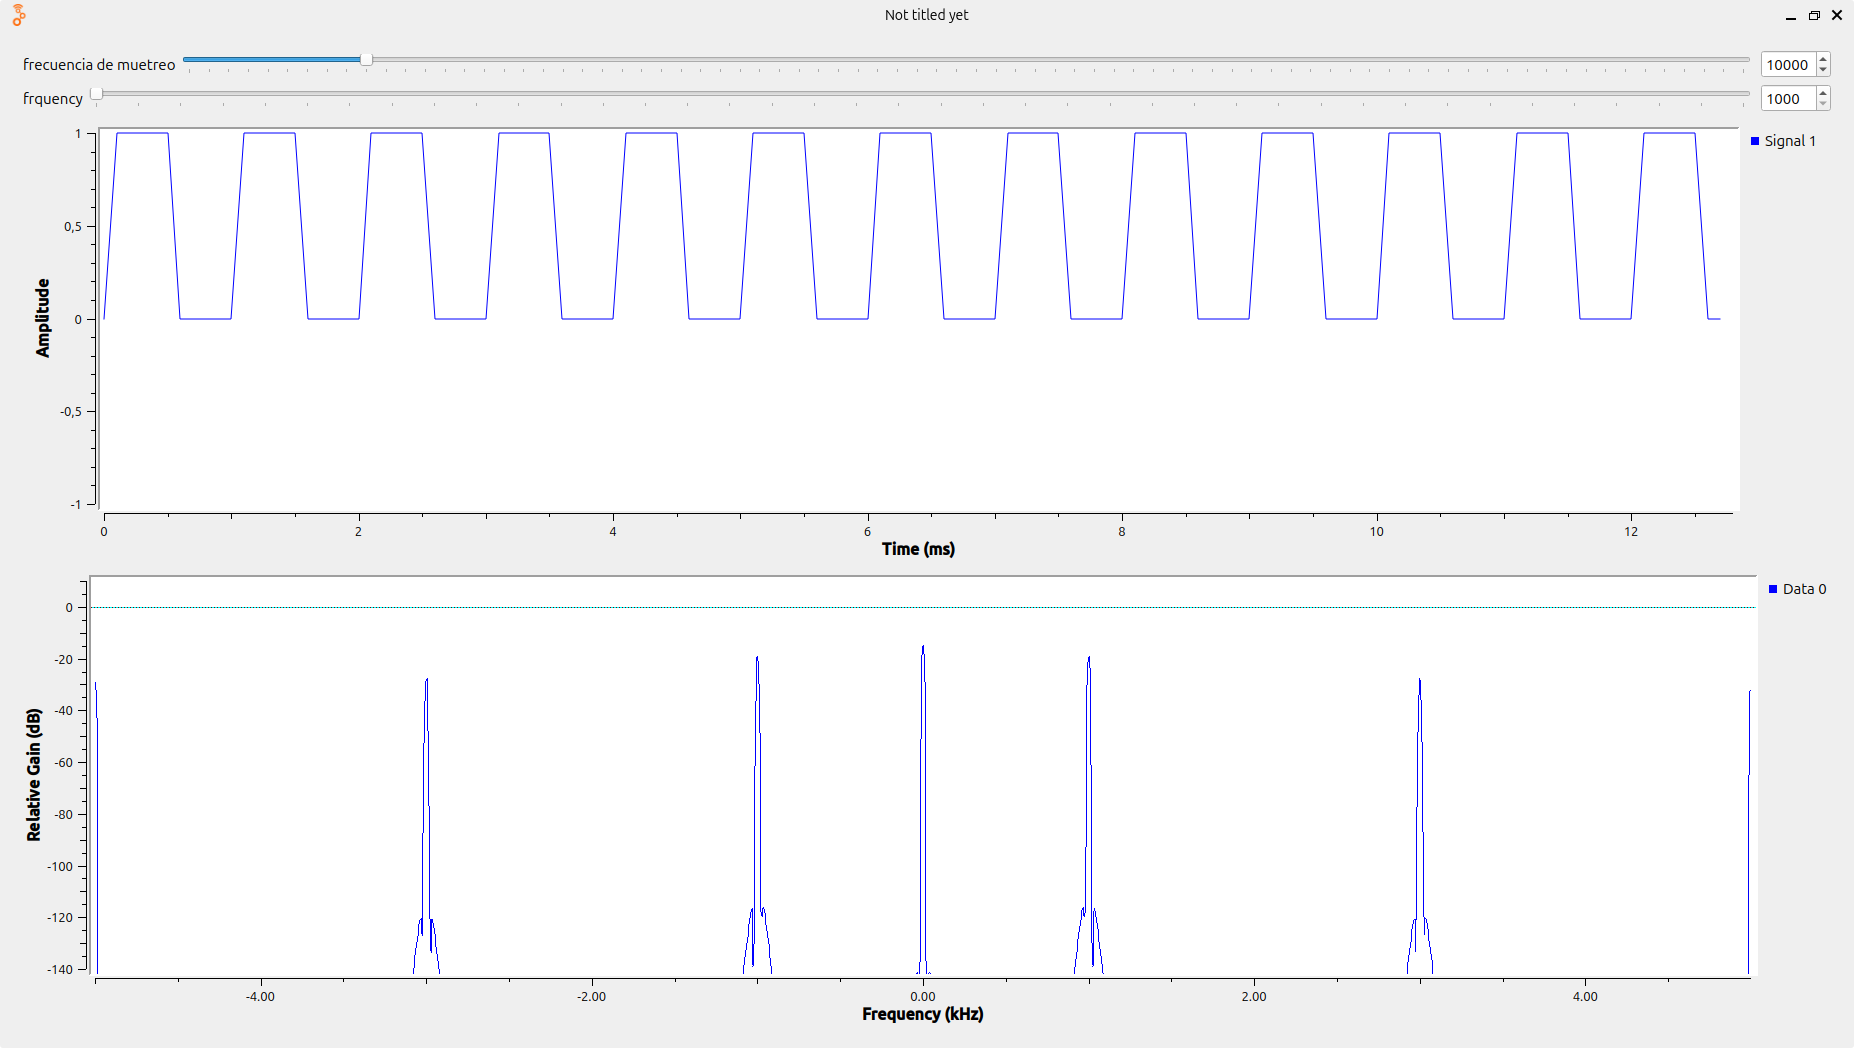 Not titled yet
frecuencia de muetreo
10000
frquency
1000
1
0,5
0
-0,5
-1
Amplitude
Signal 1
0 2 4 6 8 10 12
Time (ms)
0
-20
-40
-60
-80
-100
-120
-140
Relative Gain (dB)
Data 0
-4.00 -2.00 0.00 2.00 4.00
Frequency (kHz)